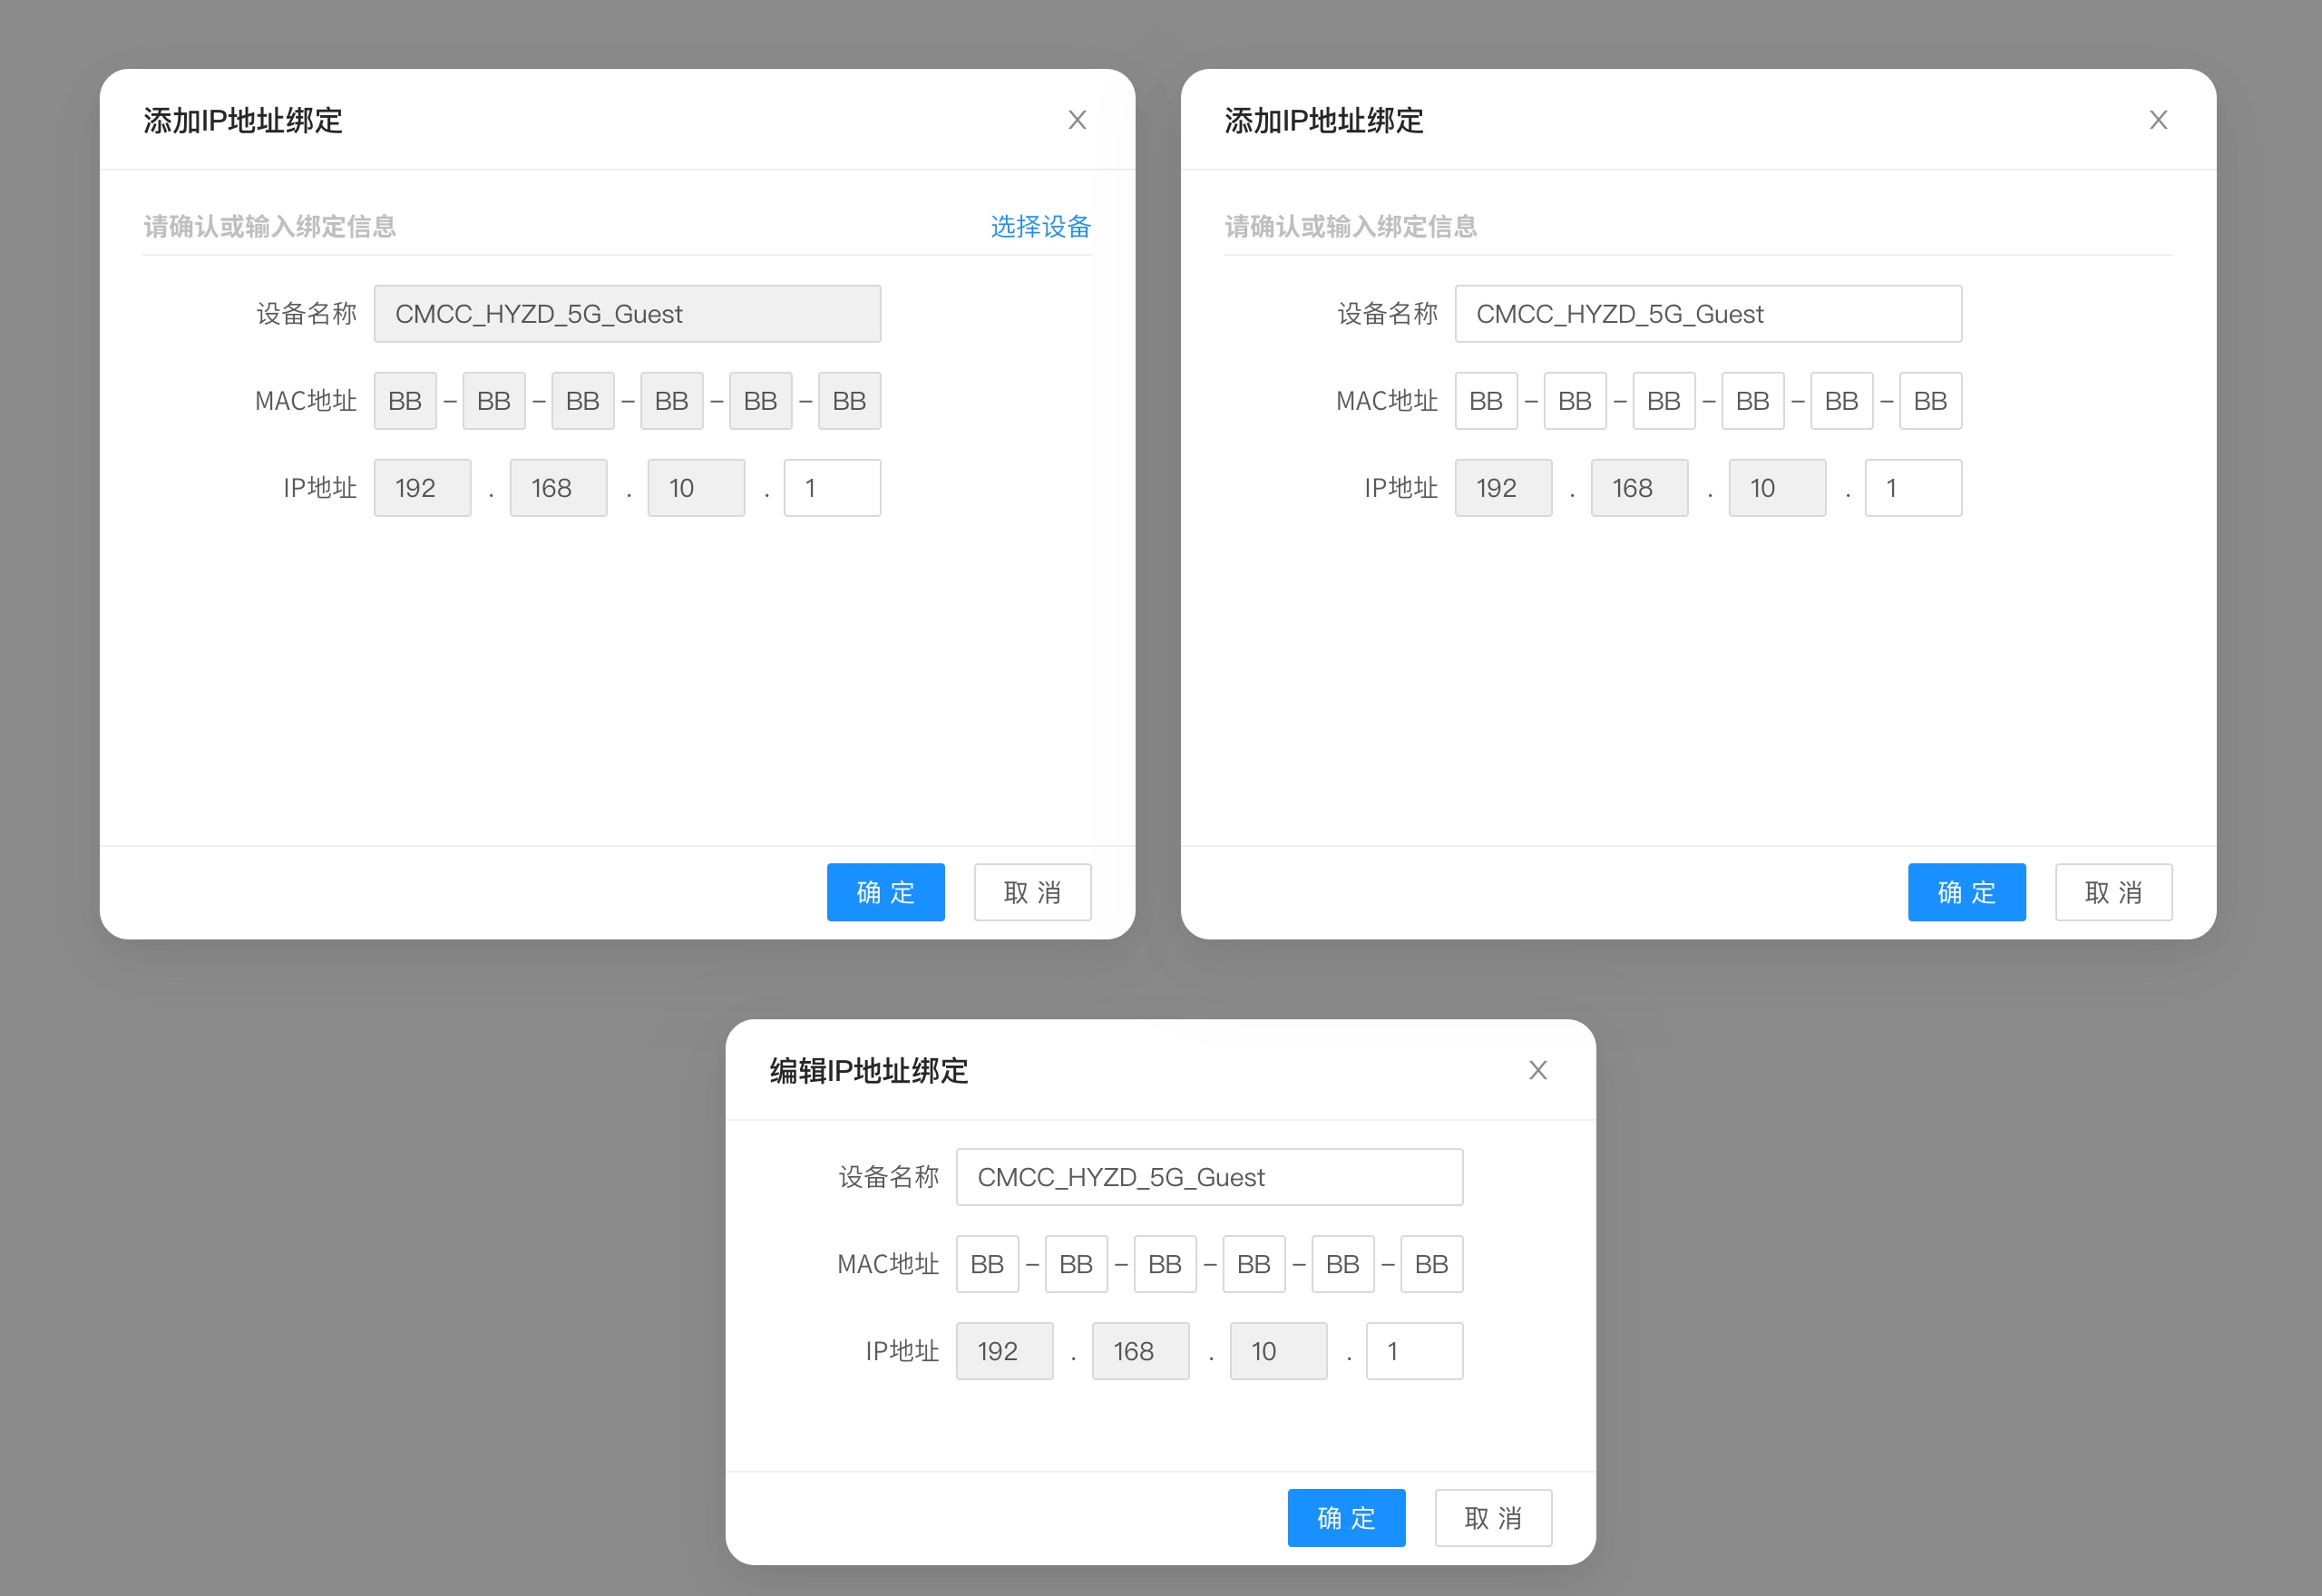 添加IP地址绑定 X
请确认或输入绑定信息 选择设备
设备名称 CMCC_HYZD_5G_Guest
MAC地址 BB – BB – BB – BB – BB – BB
IP地址 192 . 168 . 10 . 1
确 定 取 消
添加IP地址绑定 X
请确认或输入绑定信息
设备名称 CMCC_HYZD_5G_Guest
MAC地址 BB – BB – BB – BB – BB – BB
IP地址 192 . 168 . 10 . 1
确 定 取 消
编辑IP地址绑定 X
设备名称 CMCC_HYZD_5G_Guest
MAC地址 BB – BB – BB – BB – BB – BB
IP地址 192 . 168 . 10 . 1
确 定 取 消